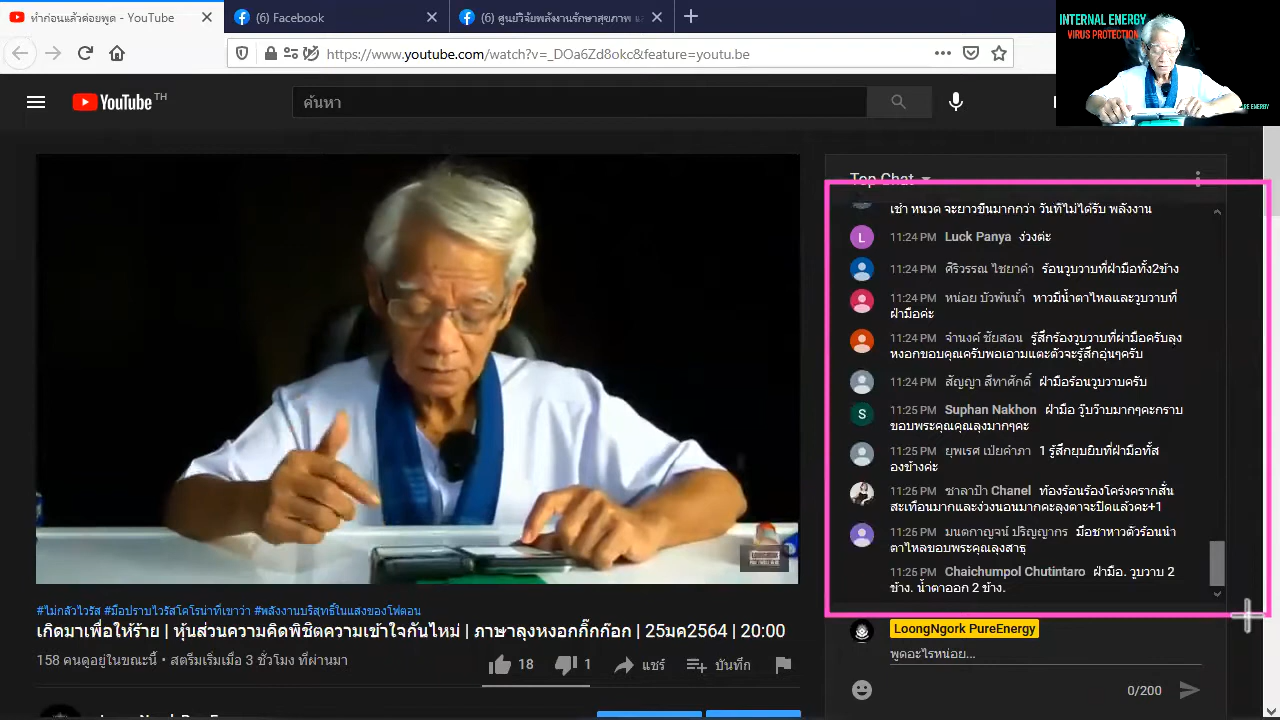 ทำก่อนแล้วค่อยพูด - YouTube
(6) Facebook
(6) ศูนย์วิจัยพลังงานรักษาสุขภาพ แ
https://www.youtube.com/watch?v=_DOa6Zd8okc&feature=youtu.be
INTERNAL ENERGY
VIRUS PROTECTION
PURE ENERGY
YouTube TH
ค้นหา
Top Chat
เช้า หนวด จะยาวขึ้นมากกว่า วันที่ไม่ได้รับ พลังงาน
L
11:24 PM Luck Panya ง่วงต่ะ
11:24 PM ศิริวรรณ ไชยาคำ ร้อนวูบวาบที่ฝ่ามือทั้ง2ข้าง
11:24 PM หน่อย บัวพ้นน้ำ หาวมีน้ำตาไหลและวูบวาบที่
ฝ่ามือค่ะ
11:24 PM จำนงค์ ชัยสอน รู้สึกร้องวูบวาบที่ผ่ามือครับลุง
หงอกขอบคุณครับพอเอามแตะตัวจะรู้สึกอุ่นๆครับ
11:24 PM สัญญา สีทาศักดิ์ ฝ่ามือร้อนวูบวาบครับ
S
11:25 PM Suphan Nakhon ฝ่ามือ วูบว๊าบมากๆคะกราบ
ขอบพระคุณคุณลุงมากๆคะ
11:25 PM ยุพเรศ เปยคำภา 1 รู้สึกยุบยิบที่ฝ่ามือทั้ส
องข้างค่ะ
11:25 PM ซาลาป้า Chanel ท้องร้อนร้องโคร่งครากสั่น
สะเทือนมากและง่วงนอนมากคะลุงตาจะปิดแล้วคะ+1
11:25 PM มนตกาญจน์ ปริญญากร มือชาหาวตัวร้อนนำ
ตาไหลขอบพระคุณลุงสาธุ
11:25 PM Chaichumpol Chutintaro ฝ่ามือ. วูบวาบ 2
ข้าง. น้ำตาออก 2 ข้าง.
LoongNgork PureEnergy
พูดอะไรหน่อย...
0/200
#ไม่กลัวไวรัส #มือปราบไวรัสโคโรน่าที่เขาว่า #พลังงานบริสุทธิ์ในแสงของโฟตอน
เกิดมาเพื่อให้ร้าย | หุ้นส่วนความคิดพิชิตความเข้าใจกันไหม่ | ภาษาลุงหงอกกิ๊กก๊อก | 25มค2564 | 20:00
158 คนดูอยู่ในขณะนี้ • สตรีมเริ่มเมื่อ 3 ชั่วโมง ที่ผ่านมา
18
1
แชร์
บันทึก